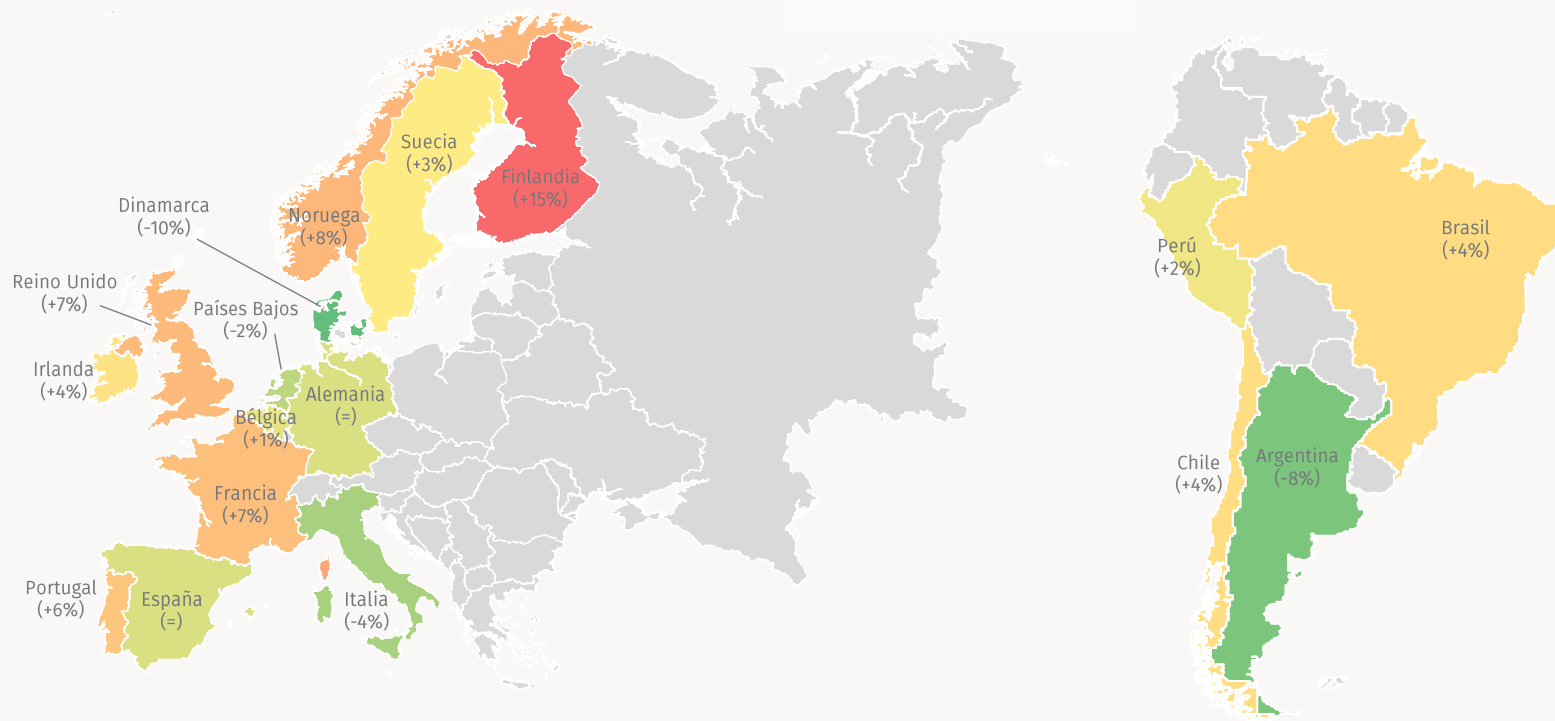 Suecia
(+3%)
Finlandia
(+15%)
Dinamarca
(-10%)
Noruega
(+8%)
Reino Unido
(+7%)
Países Bajos
(-2%)
Irlanda
(+4%)
Alemania
(=)
Bélgica
(+1%)
Francia
(+7%)
Portugal
(+6%)
España
(=)
Italia
(-4%)
Brasil
(+4%)
Perú
(+2%)
Chile
(+4%)
Argentina
(-8%)